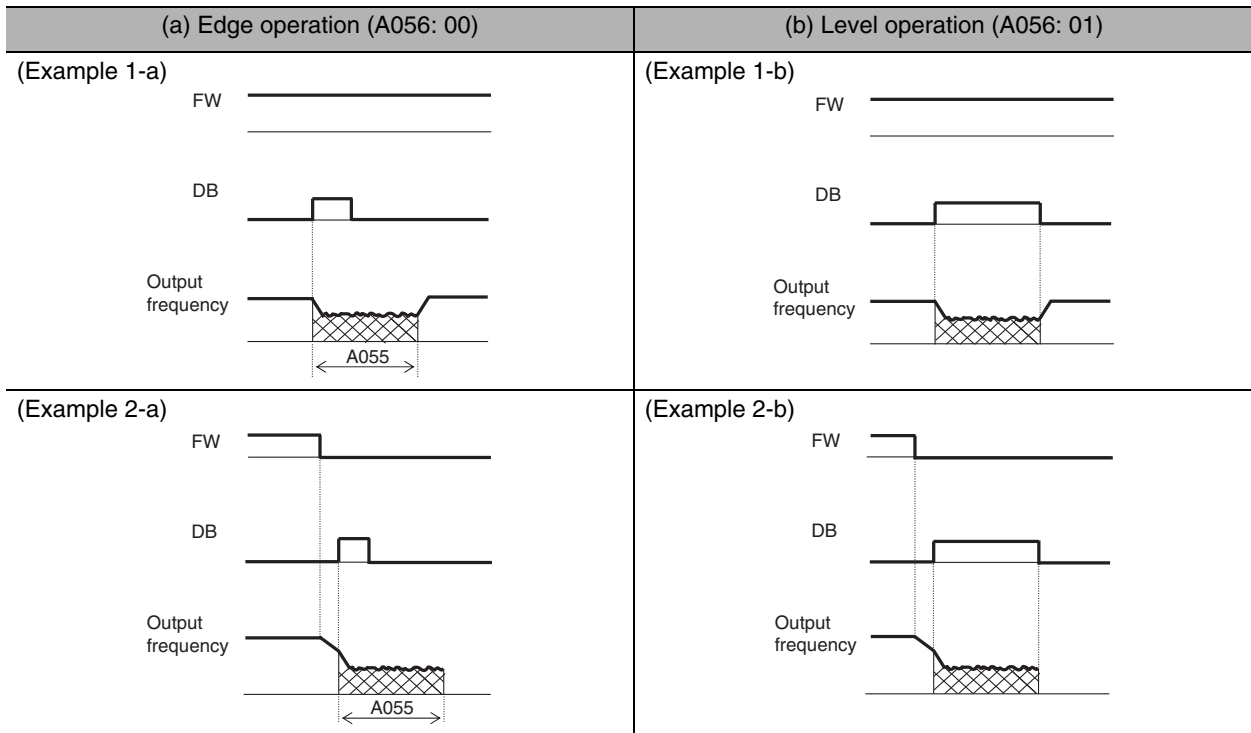 (a) Edge operation (A056: 00)
(b) Level operation (A056: 01)
(Example 1-a)
FW
DB
Output
frequency
A055
(Example 1-b)
FW
DB
Output
frequency
(Example 2-a)
FW
DB
Output
frequency
A055
(Example 2-b)
FW
DB
Output
frequency